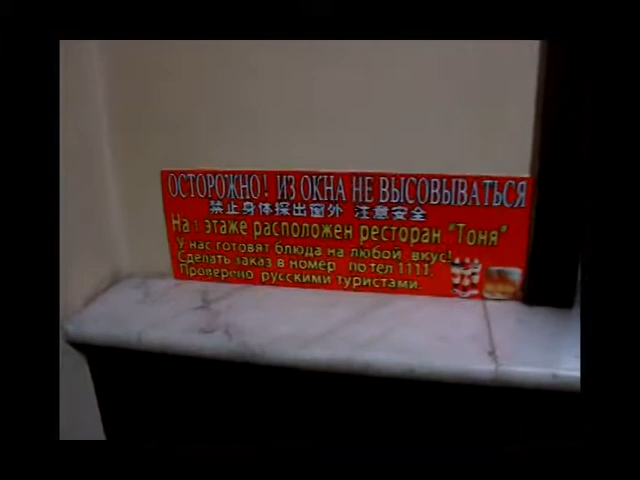 ОСТОРОЖНО! ИЗ ОКНА НЕ ВЫСОВЫВАТЬСЯ
禁止身体探出窗外 注意安全
На 1 этаже расположен ресторан "Тоня"
У нас готовят блюда на любой вкус!
Сделать заказ в номер по тел 1111.
Проверено русскими туристами.